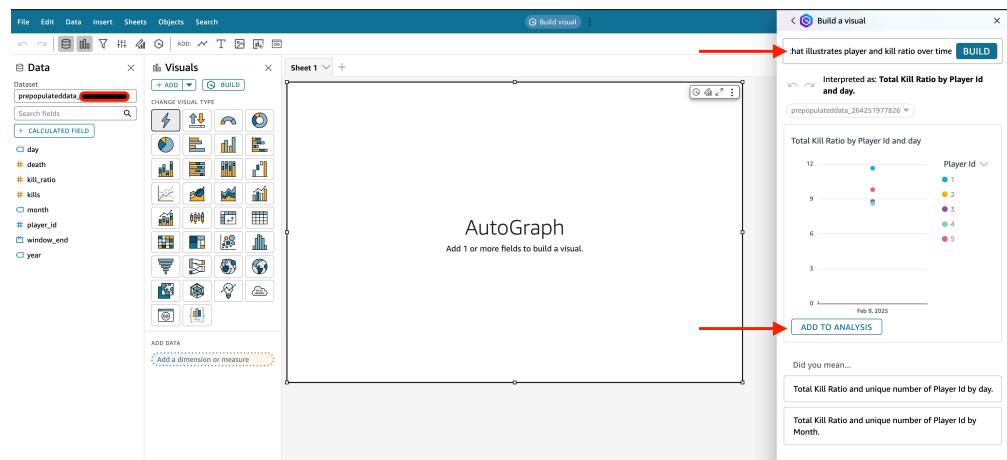 File Edit Data Insert Sheets Objects Search
Build visual
ADD:
Data
Dataset
prepopulateddata_
Search fields
+ CALCULATED FIELD
day
# death
# kill_ratio
# kills
month
# player_id
window_end
year
Visuals
+ ADD
BUILD
CHANGE VISUAL TYPE
ADD DATA
Add a dimension or measure
Sheet 1
AutoGraph
Add 1 or more fields to build a visual.
Build a visual
that illustrates player and kill ratio over time
BUILD
Interpreted as: Total Kill Ratio by Player Id
and day.
prepopulateddata_264251977826
Total Kill Ratio by Player Id and day
12
9
6
3
0
Feb 9, 2025
Player Id
1
2
3
4
5
ADD TO ANALYSIS
Did you mean...
Total Kill Ratio and unique number of Player Id by day.
Total Kill Ratio and unique number of Player Id by
Month.